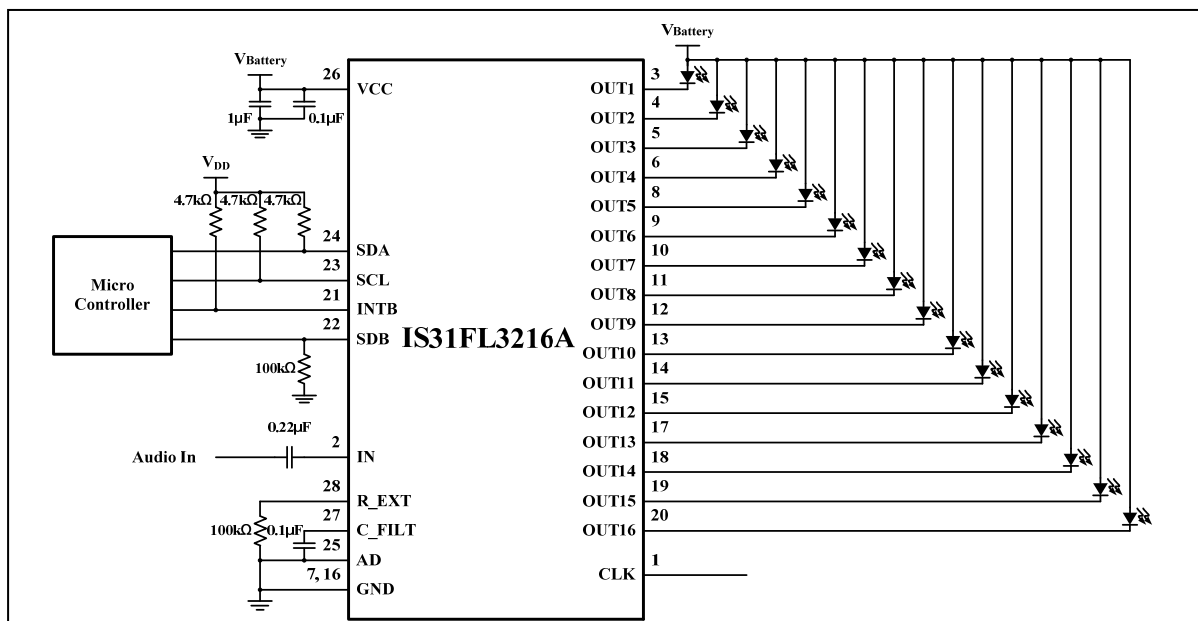 VBattery
26
VCC
1µF
0.1µF
VDD
4.7kΩ 4.7kΩ 4.7kΩ
Micro
Controller
24
SDA
23
SCL
21
INTB
22
SDB
100kΩ
0.22µF
Audio In
2
IN
28
R_EXT
27
C_FILT
100kΩ
0.1µF
25
AD
7, 16
GND
IS31FL3216A
VBattery
3
OUT1
4
OUT2
5
OUT3
6
OUT4
8
OUT5
9
OUT6
10
OUT7
11
OUT8
12
OUT9
13
OUT10
14
OUT11
15
OUT12
17
OUT13
18
OUT14
19
OUT15
20
OUT16
1
CLK